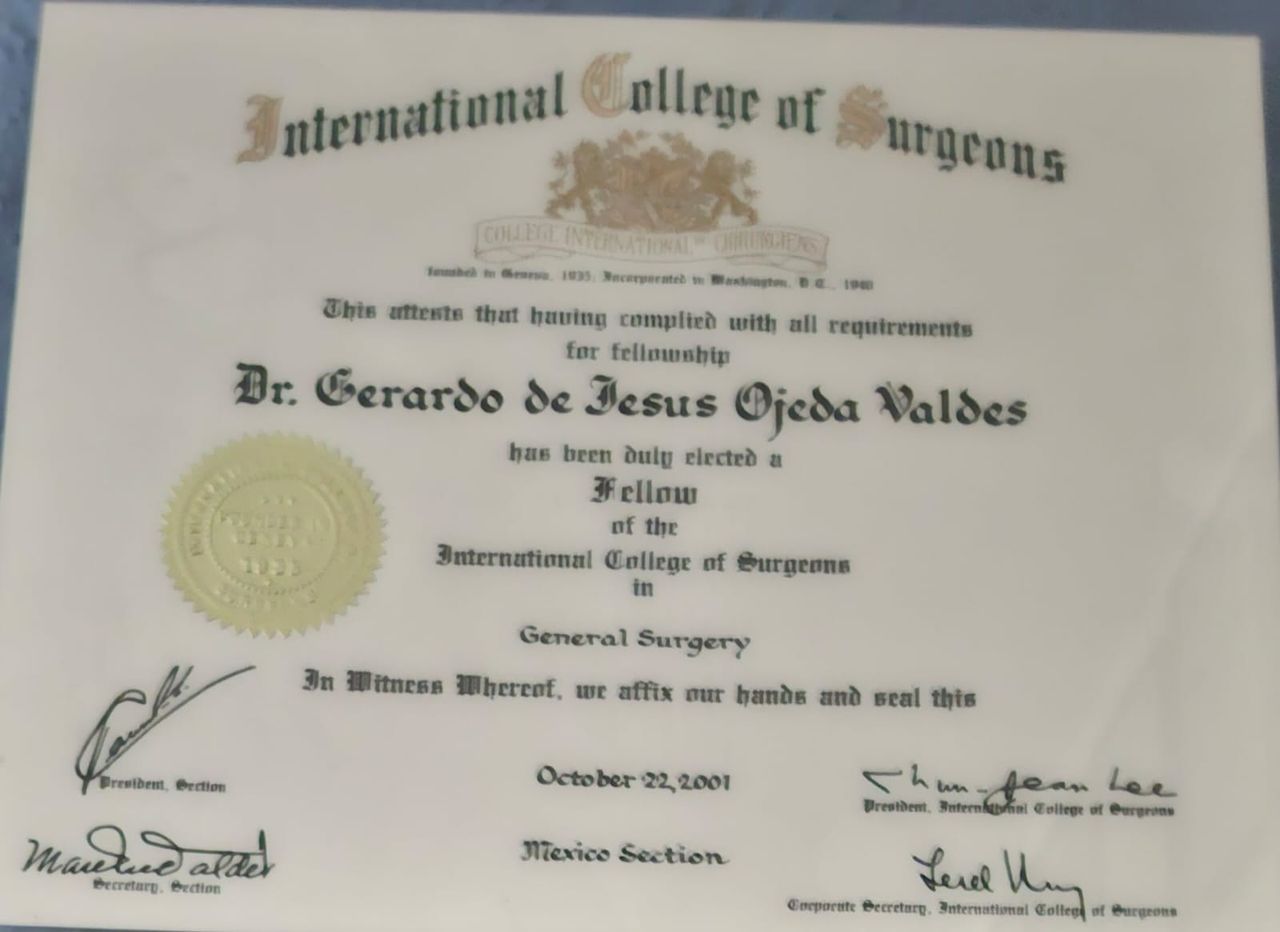 International College of Surgeons
COLLEGE INTERNATIONAL DE CHIRURGIENS
Founded in Geneva, 1935; Incorporated in Washington, D.C., 1940
This attests that having complied with all requirements
for fellowship
Dr. Gerardo de Jesus Ojeda Valdes
has been duly elected a
Fellow
of the
International College of Surgeons
in
General Surgery
FOUNDED IN
GENEVA
1935
In Witness Whereof, we affix our hands and seal this
President, Section
October 22, 2001
President, International College of Surgeons
Secretary, Section
Mexico Section
Corporate Secretary, International College of Surgeons